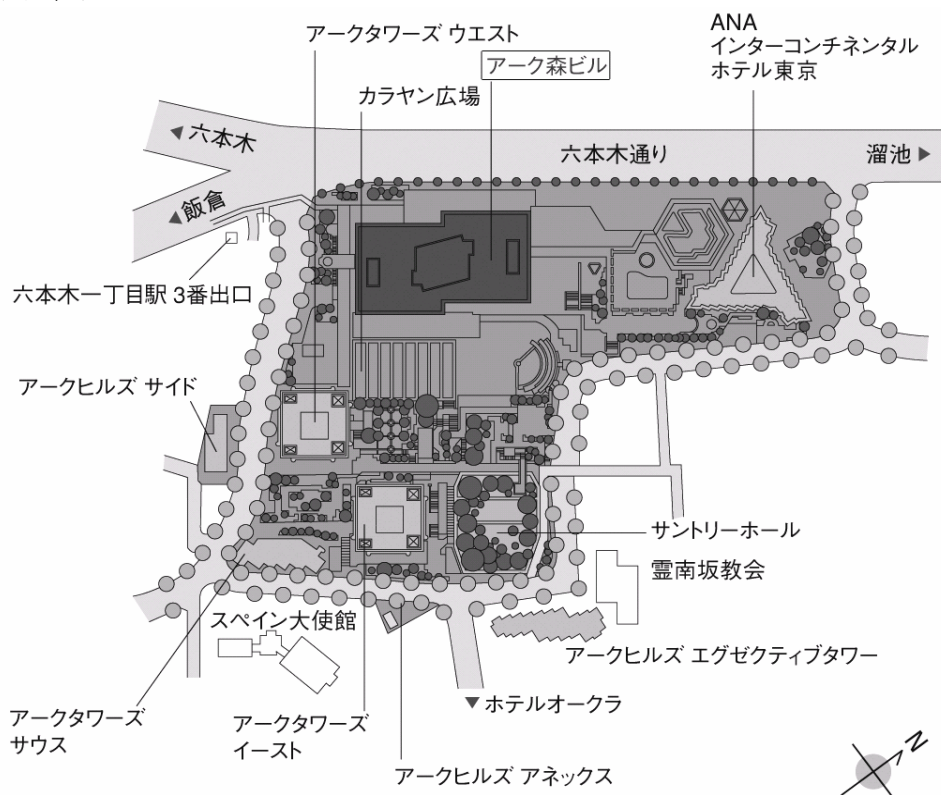 アークタワーズ ウエスト
アーク森ビル
カラヤン広場
ANA
インターコンチネンタル
ホテル東京
◀ 六本木
六本木通り
溜池 ▶
◀ 飯倉
六本木一丁目駅 3番出口
アークヒルズ サイド
サントリーホール
霊南坂教会
スペイン大使館
アークヒルズ エグゼクティブタワー
▼ ホテルオークラ
アークタワーズ
サウス
アークタワーズ
イースト
アークヒルズ アネックス
N